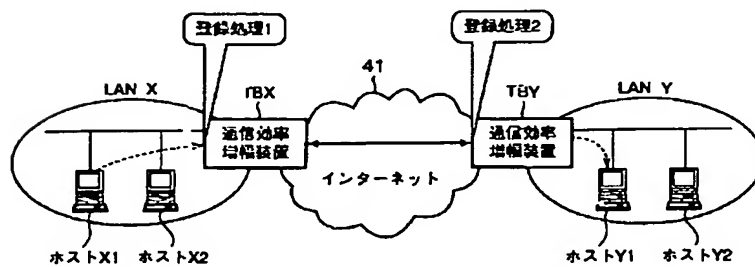 登録処理1
登録処理2
41
LAN X
TBX
TBY
LAN Y
通信効率
増幅装置
通信効率
増幅装置
インターネット
ホストX1
ホストX2
ホストY1
ホストY2